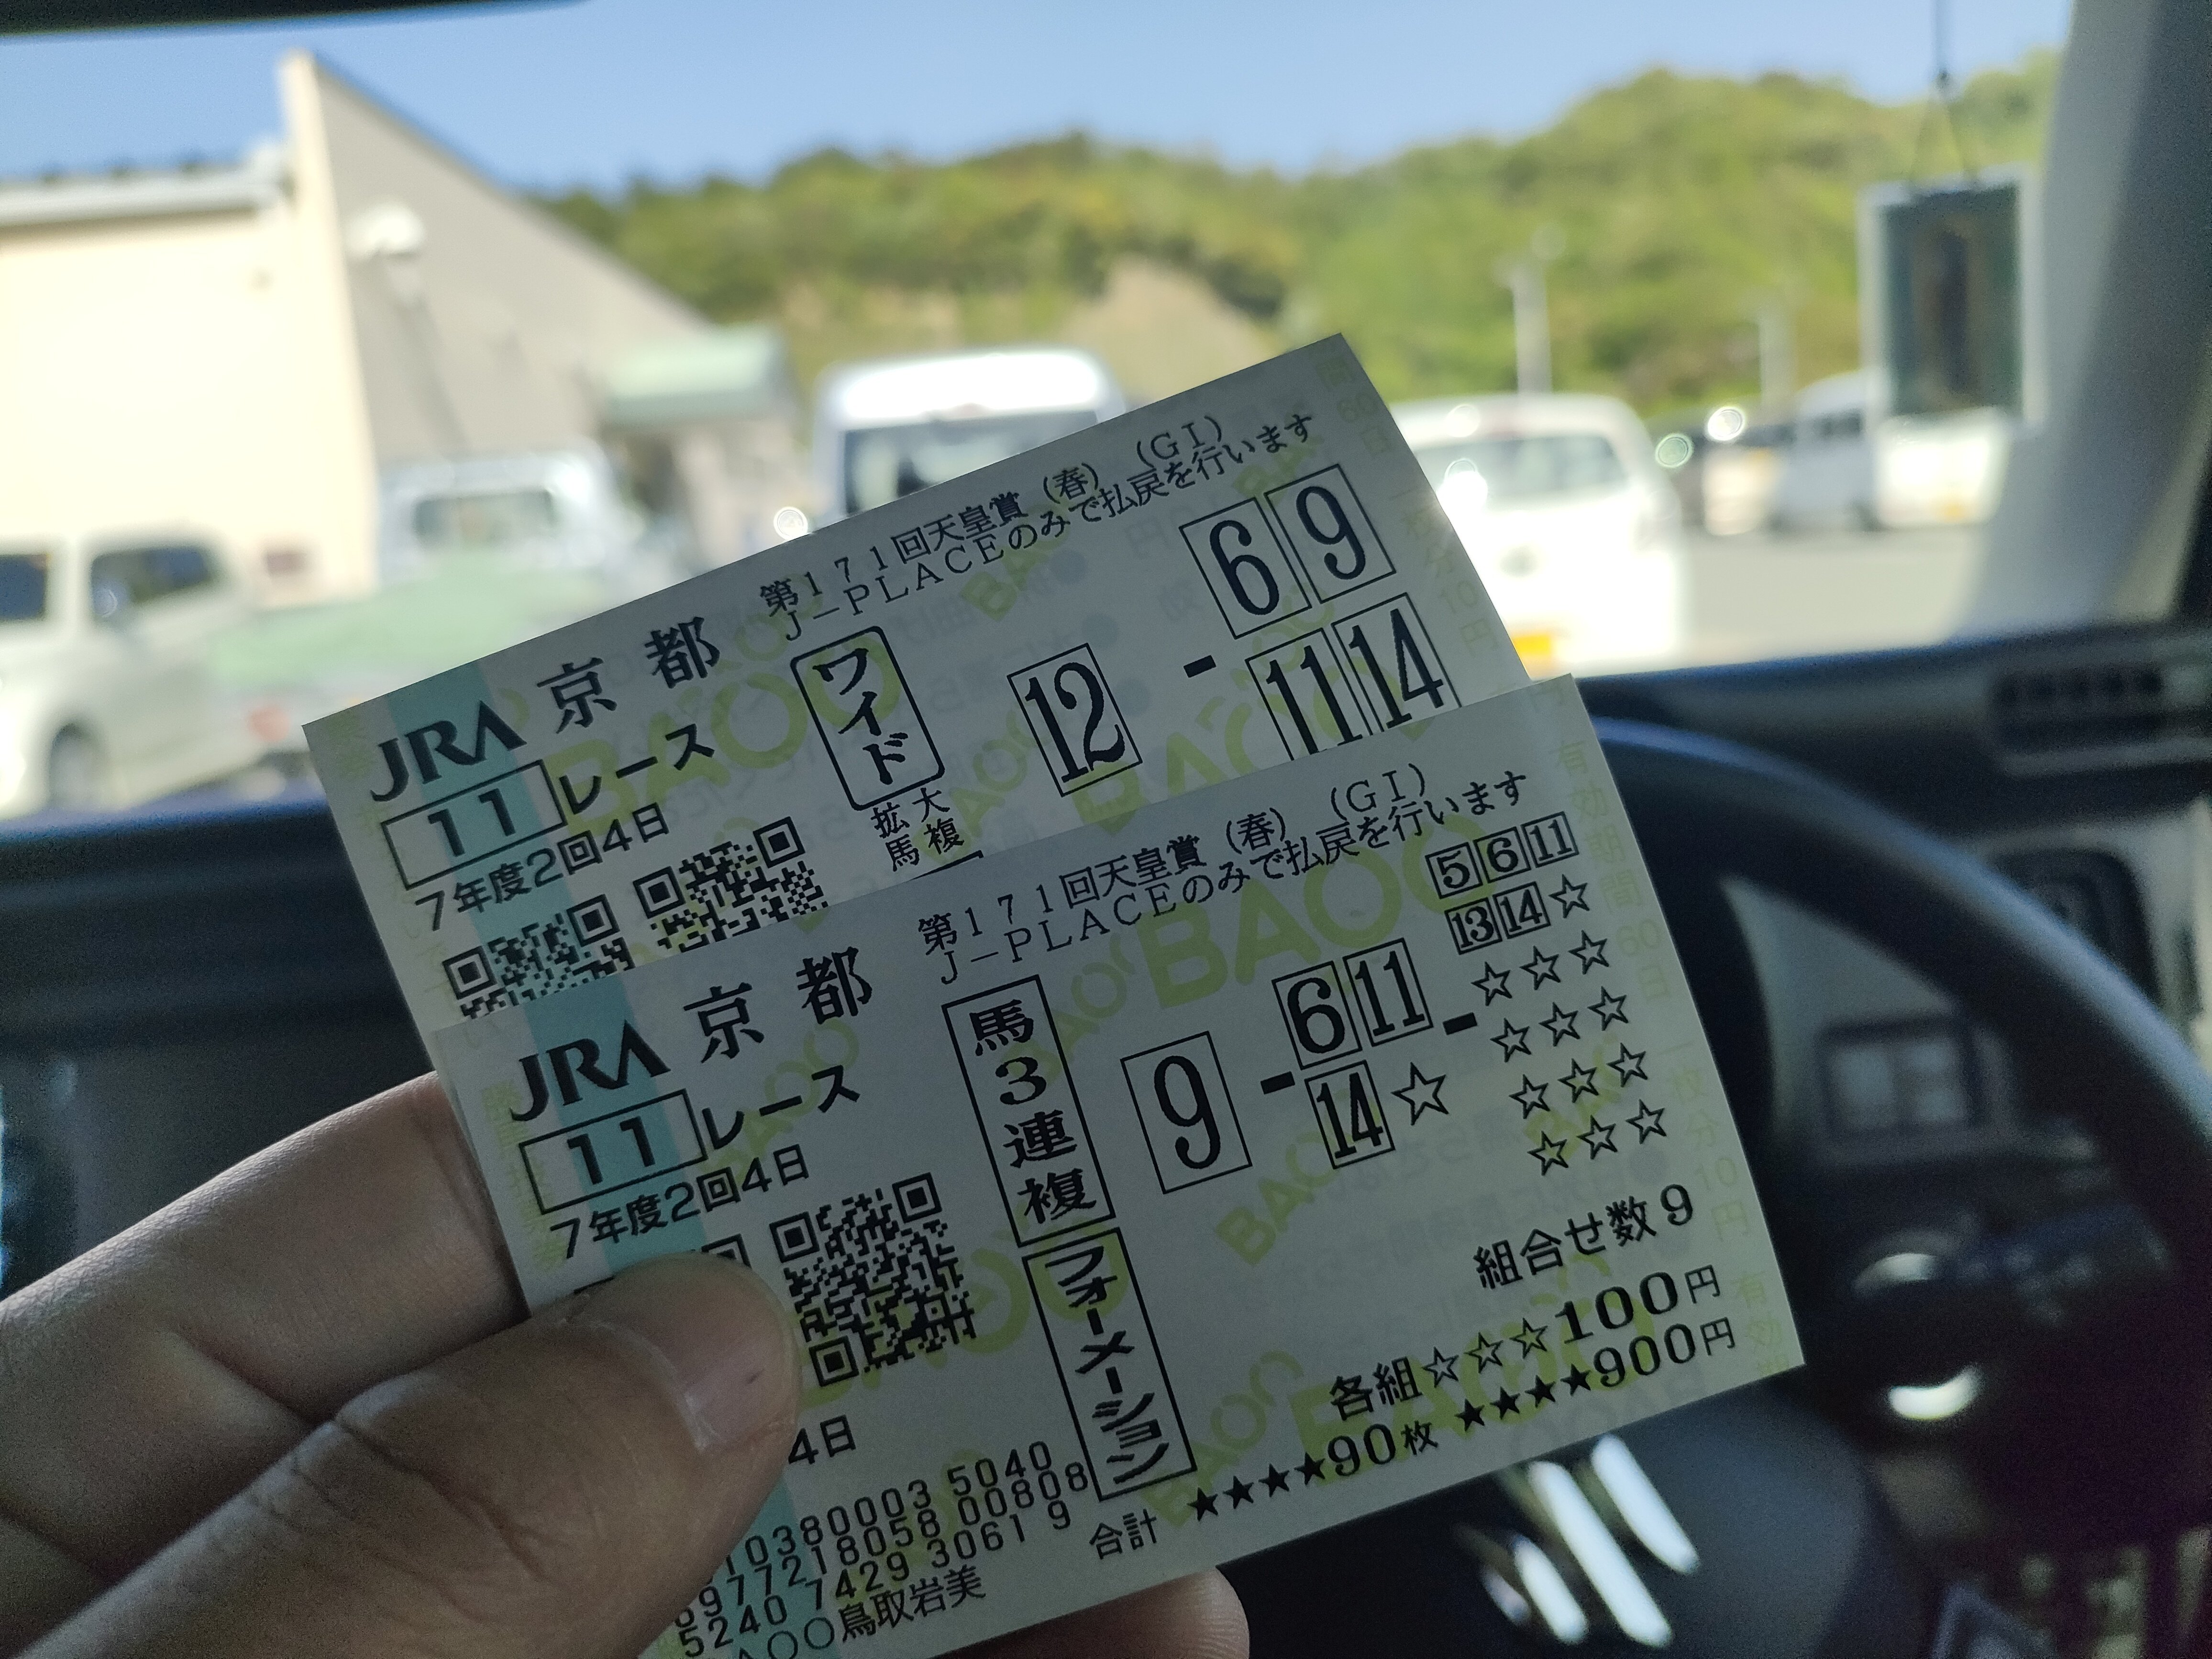 JRA 京都
11レース
7年度2回4日
第171回天皇賞(春) (GI)
J-PLACEのみで払戻を行います
ワイド
拡大
馬複
12 - 6 9
11 14
JRA 京都
11レース
7年度2回4日
第171回天皇賞(春) (GI)
J-PLACEのみで払戻を行います
馬3連複
フォーメーション
9 - 6 11
14 ☆
- 5 6 11
13 14 ☆
☆☆☆
☆☆☆
☆☆☆
☆☆☆
組合せ数 9
各組☆☆☆100円
合計 ★★★★90枚 ★★★★900円
4日
10380003 5040
977218058 00808
5240 7429 3061 9
○○鳥取岩美
BAOO